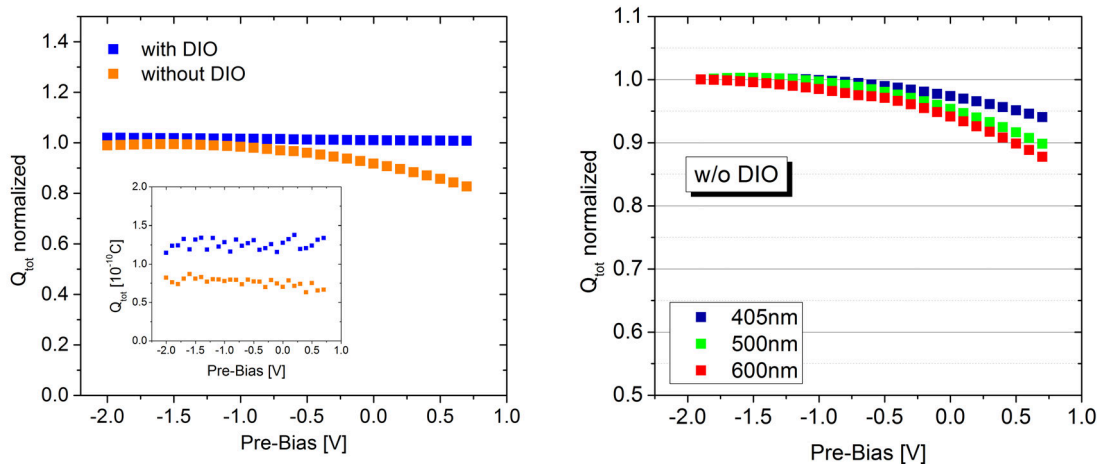 1.4
1.2
1.0
0.8
0.6
0.4
0.2
0.0
Q_tot normalized
with DIO
without DIO
2.0
1.5
1.0
0.5
0.0
Q_tot [10^-10 C]
-2.0 -1.5 -1.0 -0.5 0.0 0.5 1.0
Pre-Bias [V]
-2.0 -1.5 -1.0 -0.5 0.0 0.5 1.0
Pre-Bias [V]
1.1
1.0
0.9
0.8
0.7
0.6
0.5
Q_tot normalized
w/o DIO
405nm
500nm
600nm
-2.0 -1.5 -1.0 -0.5 0.0 0.5 1.0
Pre-Bias [V]